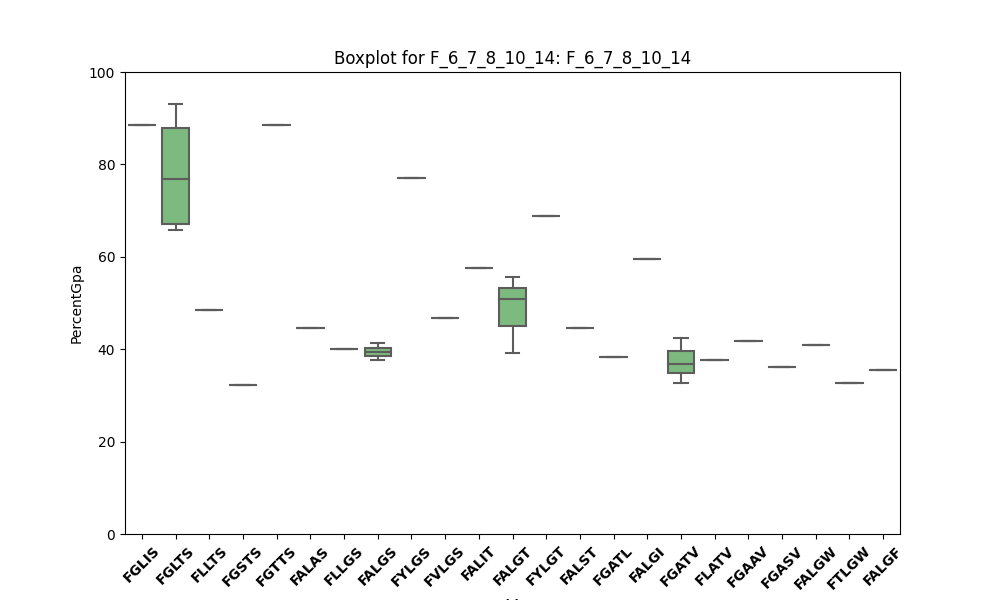 Boxplot for F_6_7_8_10_14: F_6_7_8_10_14
PercentGpa
100
80
60
40
20
0
FGLIS
FGLTS
FLLTS
FGSTS
FGTTS
FALAS
FLLGS
FALGS
FYLGS
FVLGS
FALIT
FALGT
FYLGT
FALST
FGATL
FALGI
FGATV
FLATV
FGAAV
FGASV
FALGW
FTLGW
FALGF